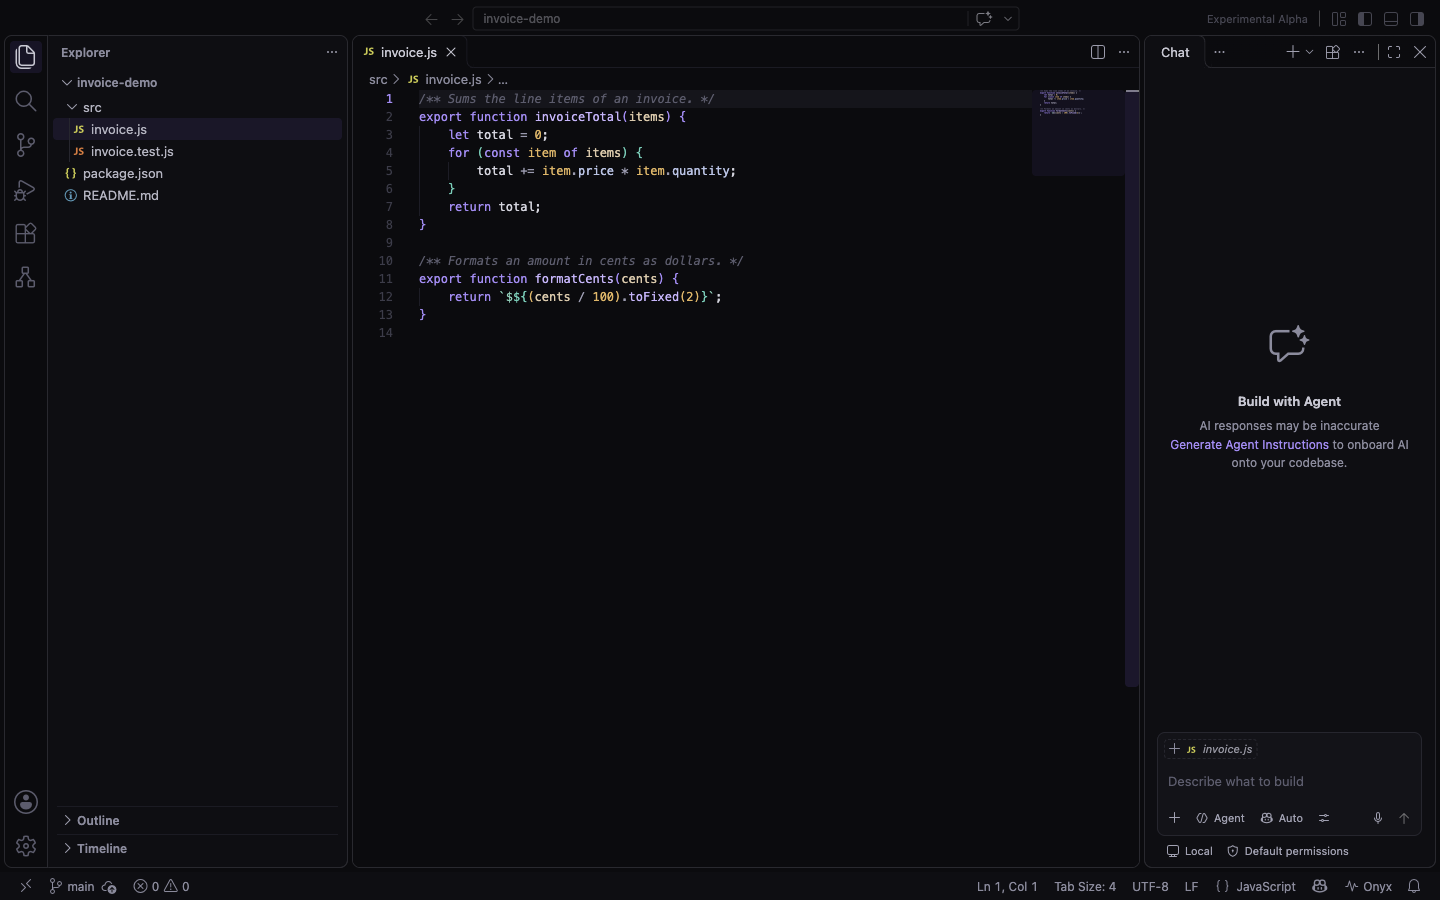 invoice-demo
Experimental Alpha
Explorer
invoice-demo
src
JS invoice.js
JS invoice.test.js
{} package.json
README.md
Outline
Timeline
JS invoice.js
src > JS invoice.js > ...
1 /** Sums the line items of an invoice. */
2 export function invoiceTotal(items) {
3 let total = 0;
4 for (const item of items) {
5 total += item.price * item.quantity;
6 }
7 return total;
8 }
9
10 /** Formats an amount in cents as dollars. */
11 export function formatCents(cents) {
12 return `$${(cents / 100).toFixed(2)}`;
13 }
14
Chat
Build with Agent
AI responses may be inaccurate
Generate Agent Instructions to onboard AI
onto your codebase.
JS invoice.js
Describe what to build
Agent Auto
Local Default permissions
main 0 0
Ln 1, Col 1 Tab Size: 4 UTF-8 LF {} JavaScript Onyx